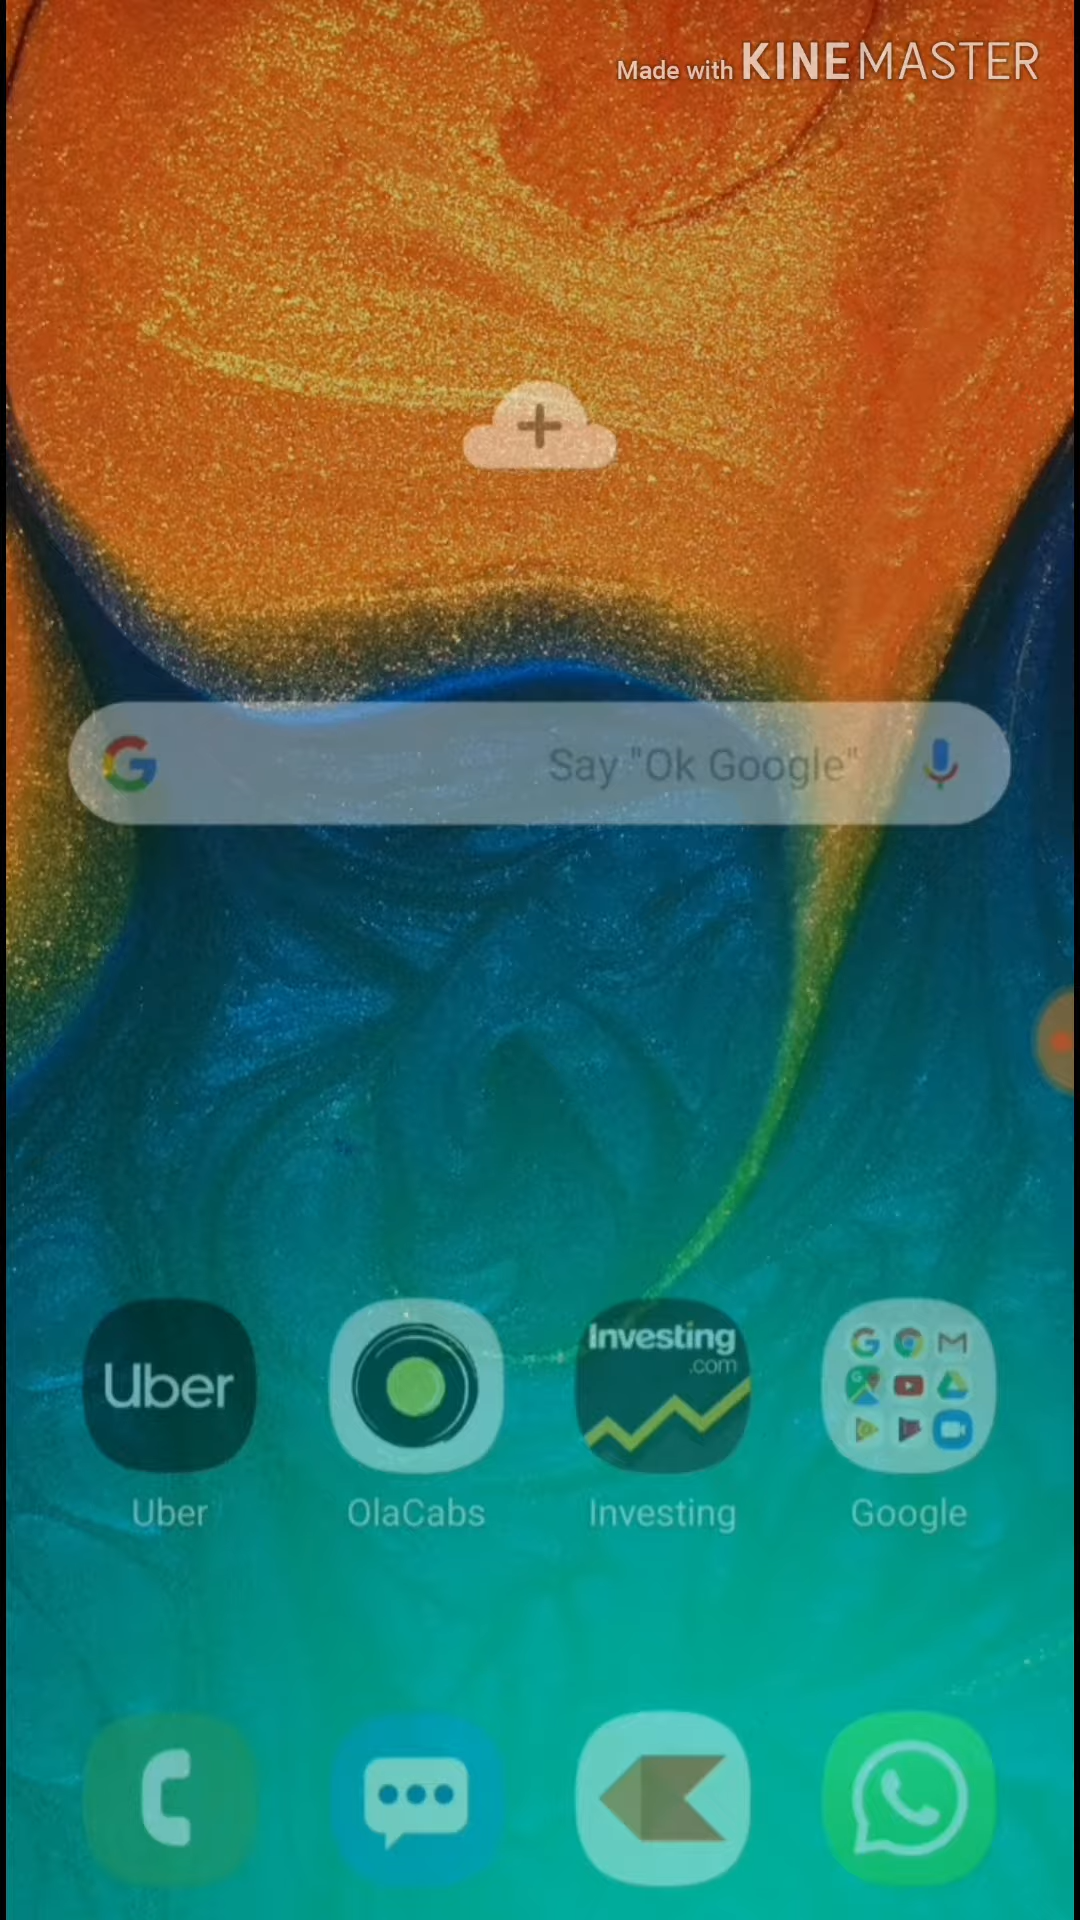 Made with KINEMASTER
Say "Ok Google"
Uber
Investing
.com
Uber
OlaCabs
Investing
Google